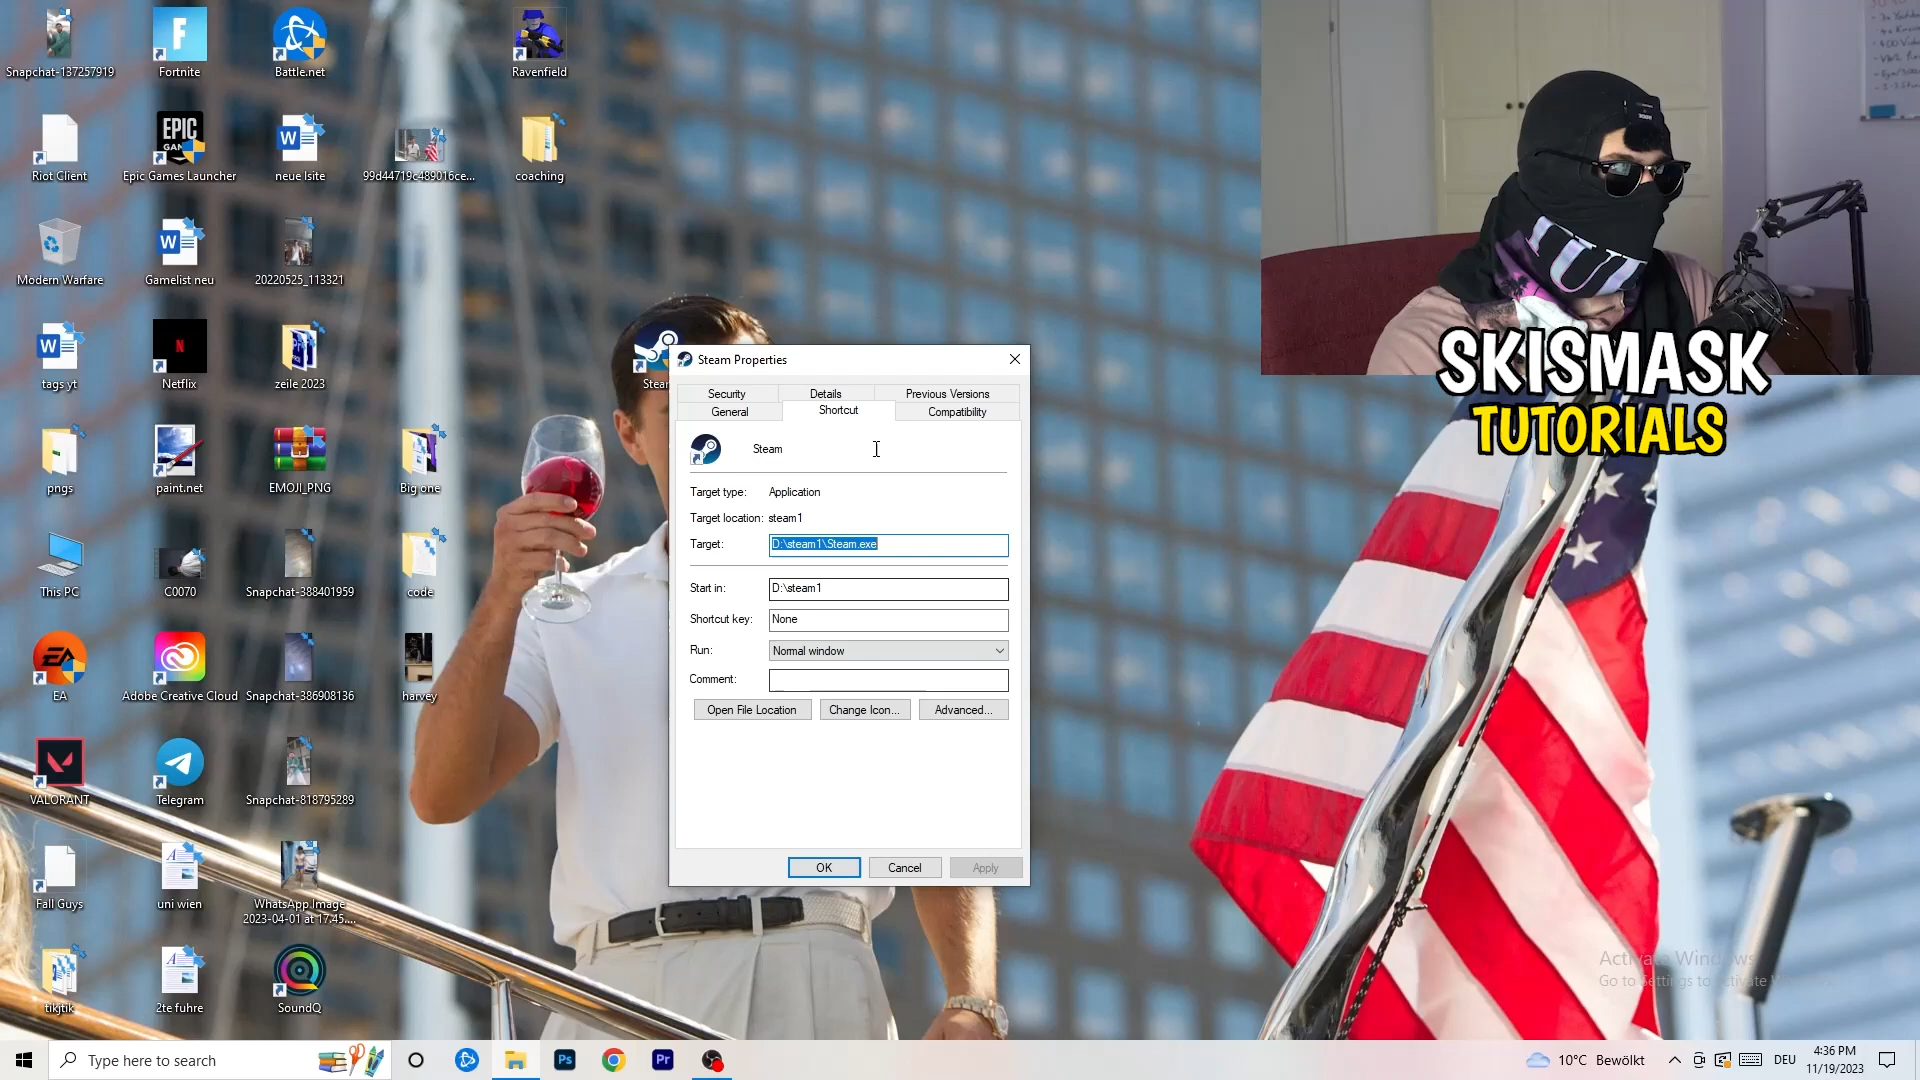 Snapchat-137257919
Fortnite
Battle.net
Ravenfield
Riot Client
EPIC
Epic Games Launcher
neue lsite
99d44719c489016ce...
coaching
Modern Warfare
Gamelist neu
20220525_113321
tags yt
Netflix
zeile 2023
pngs
paint.net
EMOJI_PNG
Big one
This PC
C0070
Snapchat-388401959
code
EA
Adobe Creative Cloud
Snapchat-386908136
harvey
VALORANT
Telegram
Snapchat-818795289
Fall Guys
uni wien
WhatsApp Image
2023-04-01 at 17.45....
tikjtik
2te fuhre
SoundQ
Steam Properties
Security
Details
Previous Versions
General
Shortcut
Compatibility
Steam
Target type:
Application
Target location:
steam1
Target:
D:\steam1\Steam.exe
Start in:
D:\steam1
Shortcut key:
None
Run:
Normal window
Comment:
Open File Location
Change Icon...
Advanced...
OK
Cancel
Apply
SKISMASK
TUTORIALS
Type here to search
Ps
Pr
10°C Bewölkt
DEU
4:36 PM
11/19/2023